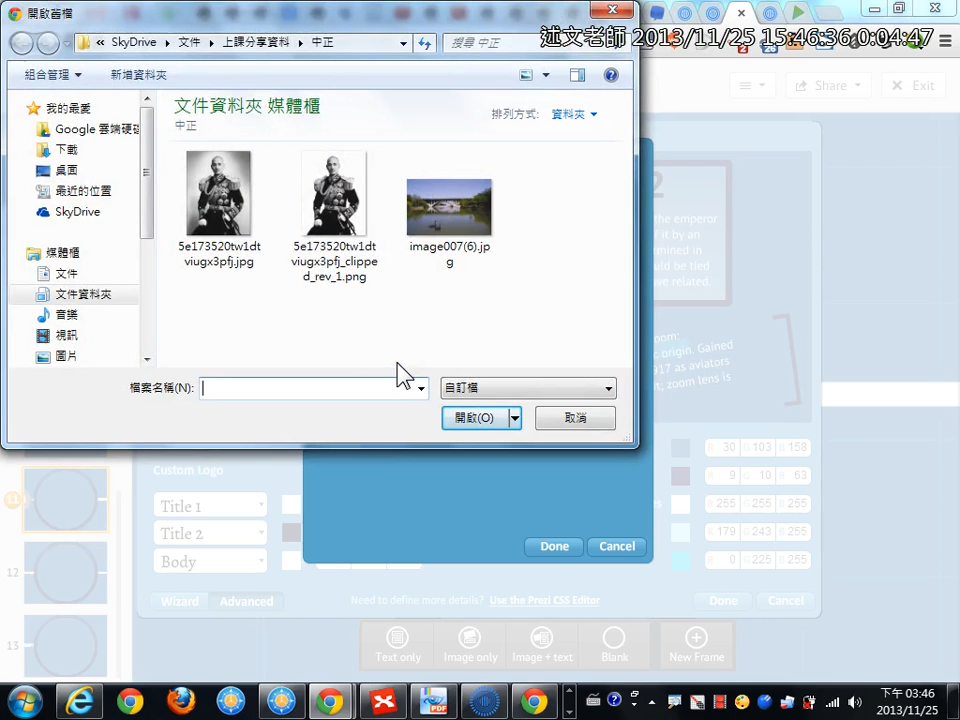 開啟舊檔
述文老師 2013/11/25 15:46:36 0:04:47
« SkyDrive ▸ 文件 ▸ 上課分享資料 ▸ 中正
搜尋 中正
組合管理 新增資料夾
Share Exit
我的最愛
Google 雲端硬碟
下載
桌面
最近的位置
SkyDrive
媒體櫃
文件
文件資料夾
音樂
視訊
圖片
文件資料夾 媒體櫃
中正
排列方式: 資料夾
5e173520tw1dt
viugx3pfj.jpg
5e173520tw1dt
viugx3pfj_clippe
d_rev_1.png
image007(6).jp
g
檔案名稱(N):
自訂檔
開啟(O) 取消
2
the emperor
it by an
ermined in
uld be tied
ve related.
oom:
origin. Gained
917 as aviators
it; zoom lens is
Custom Logo
Title 1
Title 2
Body
30 103 158
9 10 63
255 255 255
179 243 255
0 225 255
Done Cancel
Wizard Advanced
Need to define more details? Use the Prezi CSS Editor
Done Cancel
Text only Image only Image + text Blank New Frame
12
13
下午 03:46
2013/11/25